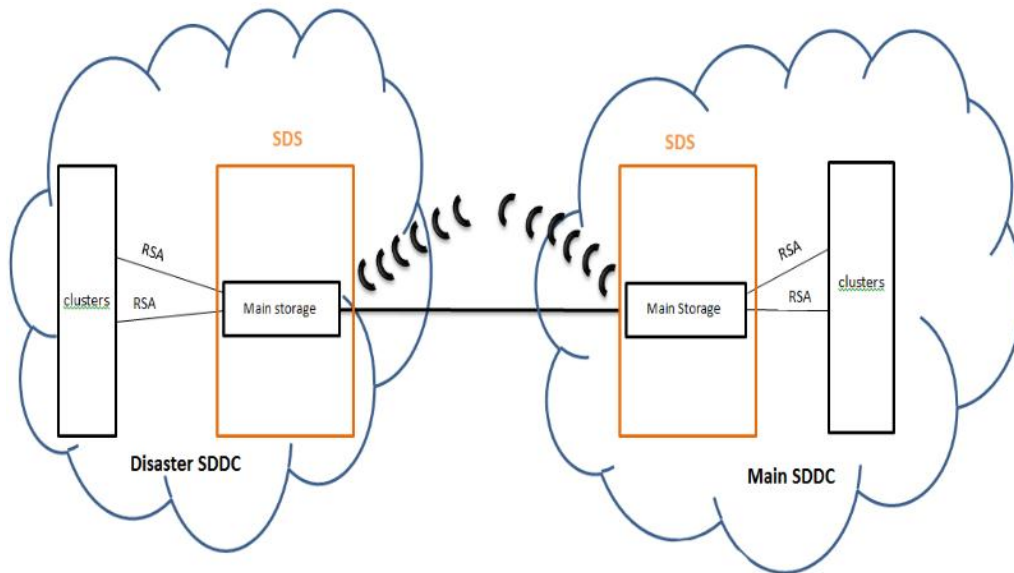 SDS
RSA
RSA
clusters
Main storage
Disaster SDDC
SDS
RSA
RSA
clusters
Main Storage
Main SDDC